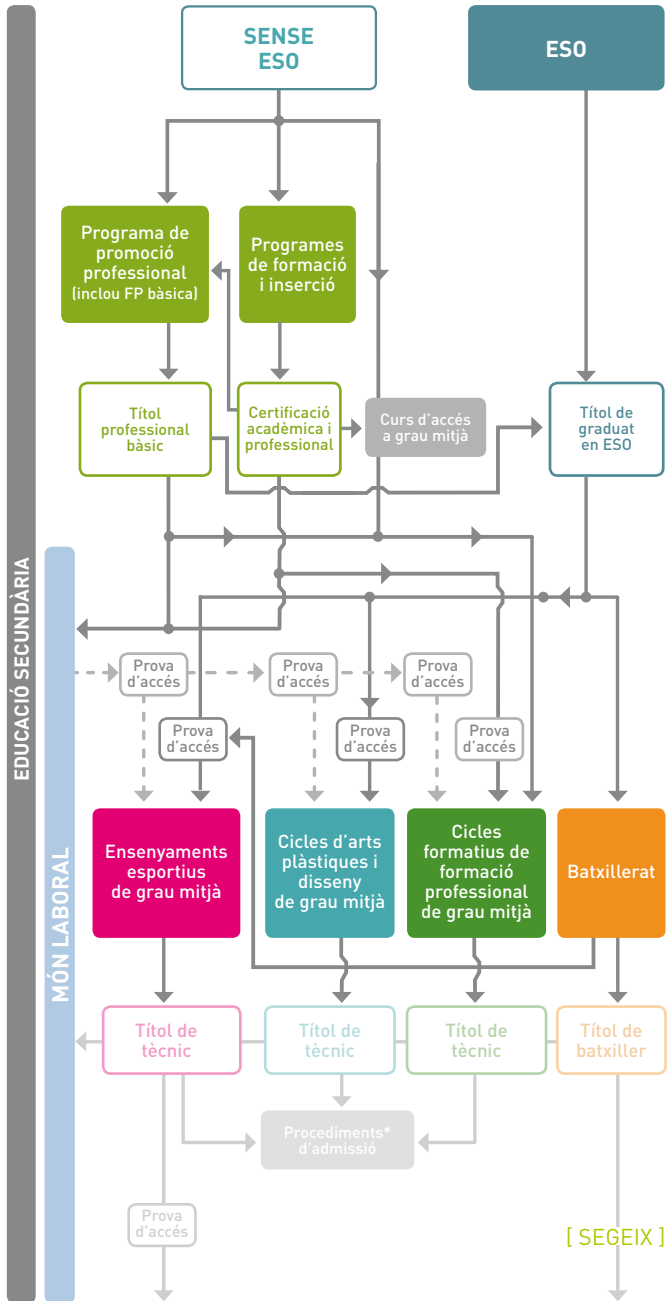 SENSE
ESO
ESO
Programa de
promoció
professional
(inclou FP bàsica)
Programes
de formació
i inserció
Títol
professional
bàsic
Certificació
acadèmica i
professional
Curs d'accés
a grau mitjà
Títol de
graduat
en ESO
EDUCACIÓ SECUNDÀRIA
MÓN LABORAL
Prova
d'accés
Prova
d'accés
Prova
d'accés
Prova
d'accés
Prova
d'accés
Prova
d'accés
Ensenyaments
esportius
de grau mitjà
Cicles d'arts
plàstiques i
disseny
de grau mitjà
Cicles
formatius de
formació
professional
de grau mitjà
Batxillerat
Títol de
tècnic
Títol de
tècnic
Títol de
tècnic
Títol de
batxiller
Procediments*
d'admissió
Prova
d'accés
[ SEGEIX ]